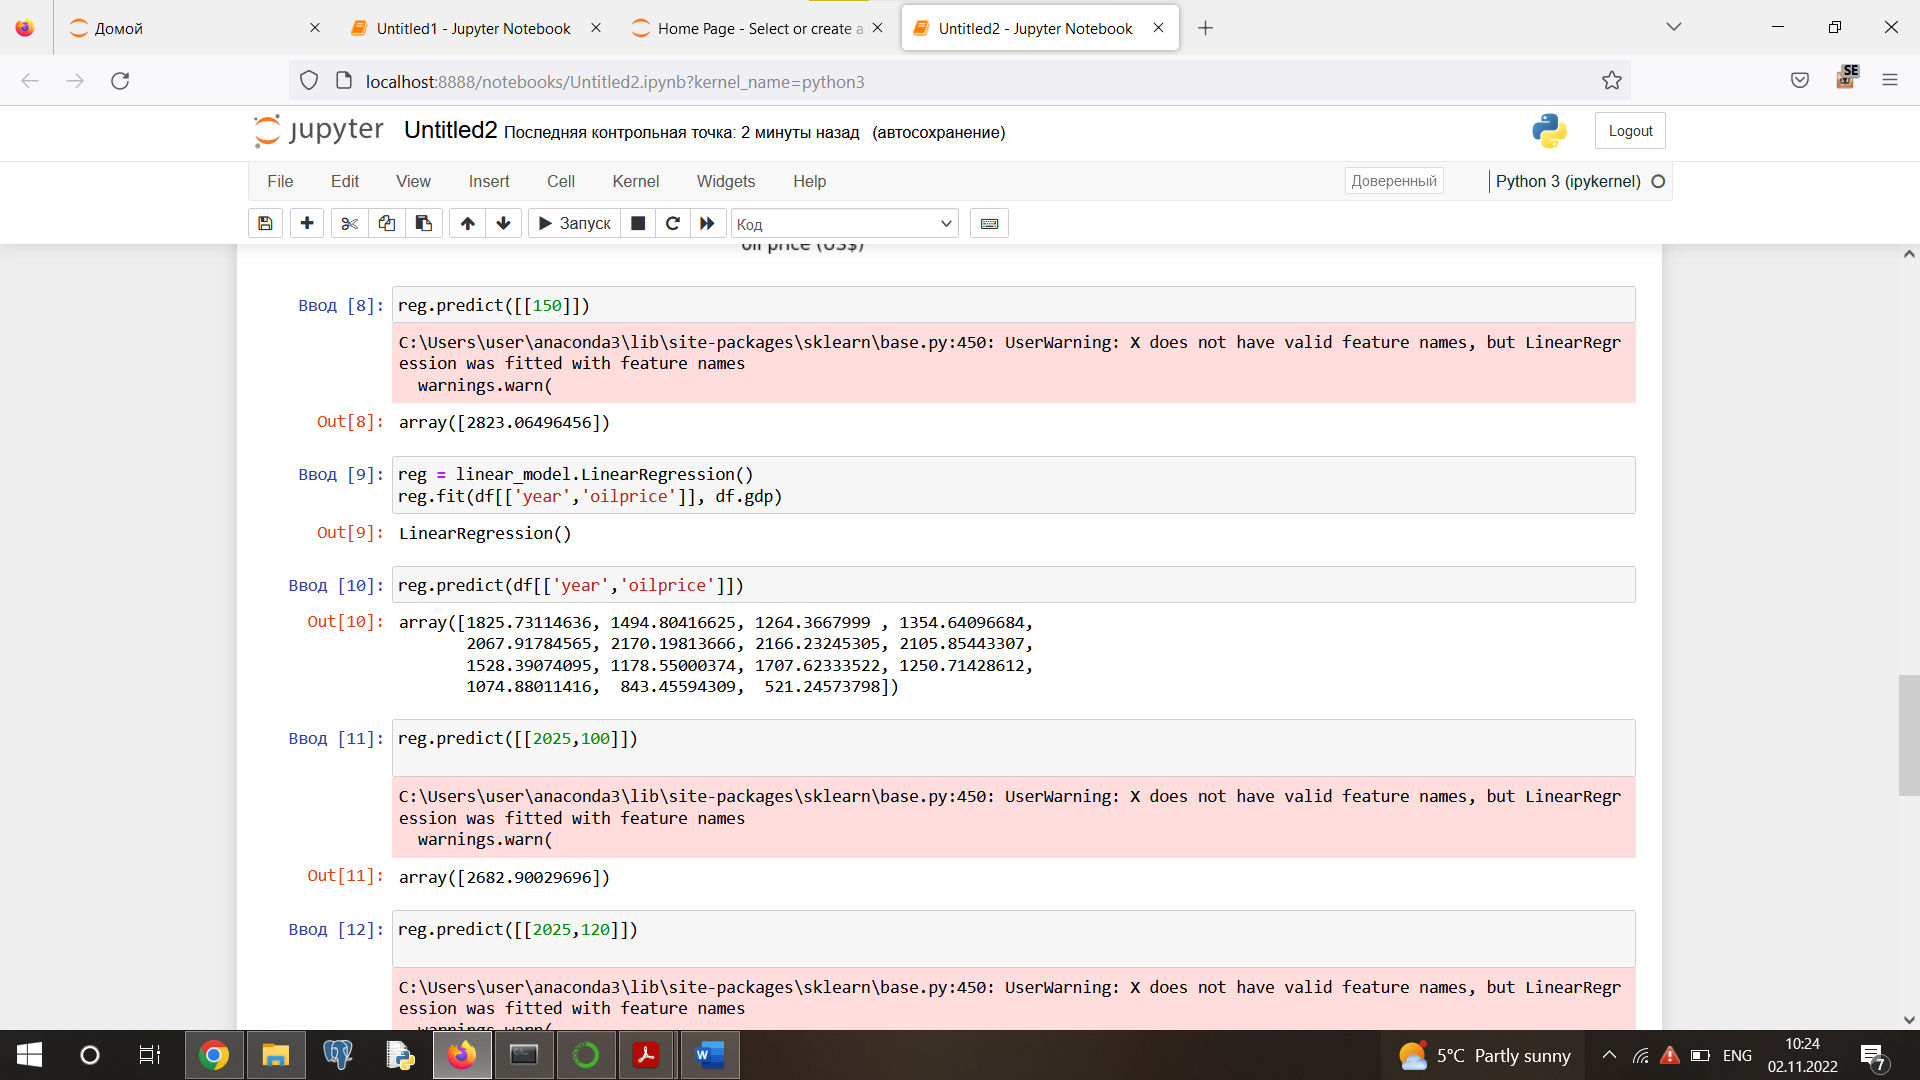 Домой
Untitled1 - Jupyter Notebook
Home Page - Select or create a
Untitled2 - Jupyter Notebook
localhost:8888/notebooks/Untitled2.ipynb?kernel_name=python3
SE
jupyter Untitled2 Последняя контрольная точка: 2 минуты назад (автосохранение)
Logout
File Edit View Insert Cell Kernel Widgets Help
Доверенный
Python 3 (ipykernel)
Запуск
Код
oil price (US$)
Ввод [8]: reg.predict([[150]])
C:\Users\user\anaconda3\lib\site-packages\sklearn\base.py:450: UserWarning: X does not have valid feature names, but LinearRegr
ession was fitted with feature names
warnings.warn(
Out[8]: array([2823.06496456])
Ввод [9]: reg = linear_model.LinearRegression()
reg.fit(df[['year','oilprice']], df.gdp)
Out[9]: LinearRegression()
Ввод [10]: reg.predict(df[['year','oilprice']])
Out[10]: array([1825.73114636, 1494.80416625, 1264.3667999 , 1354.64096684,
2067.91784565, 2170.19813666, 2166.23245305, 2105.85443307,
1528.39074095, 1178.55000374, 1707.62333522, 1250.71428612,
1074.88011416, 843.45594309, 521.24573798])
Ввод [11]: reg.predict([[2025,100]])
C:\Users\user\anaconda3\lib\site-packages\sklearn\base.py:450: UserWarning: X does not have valid feature names, but LinearRegr
ession was fitted with feature names
warnings.warn(
Out[11]: array([2682.90029696])
Ввод [12]: reg.predict([[2025,120]])
C:\Users\user\anaconda3\lib\site-packages\sklearn\base.py:450: UserWarning: X does not have valid feature names, but LinearRegr
ession was fitted with feature names
warnings.warn(
5°C Partly sunny
ENG
10:24
02.11.2022
7